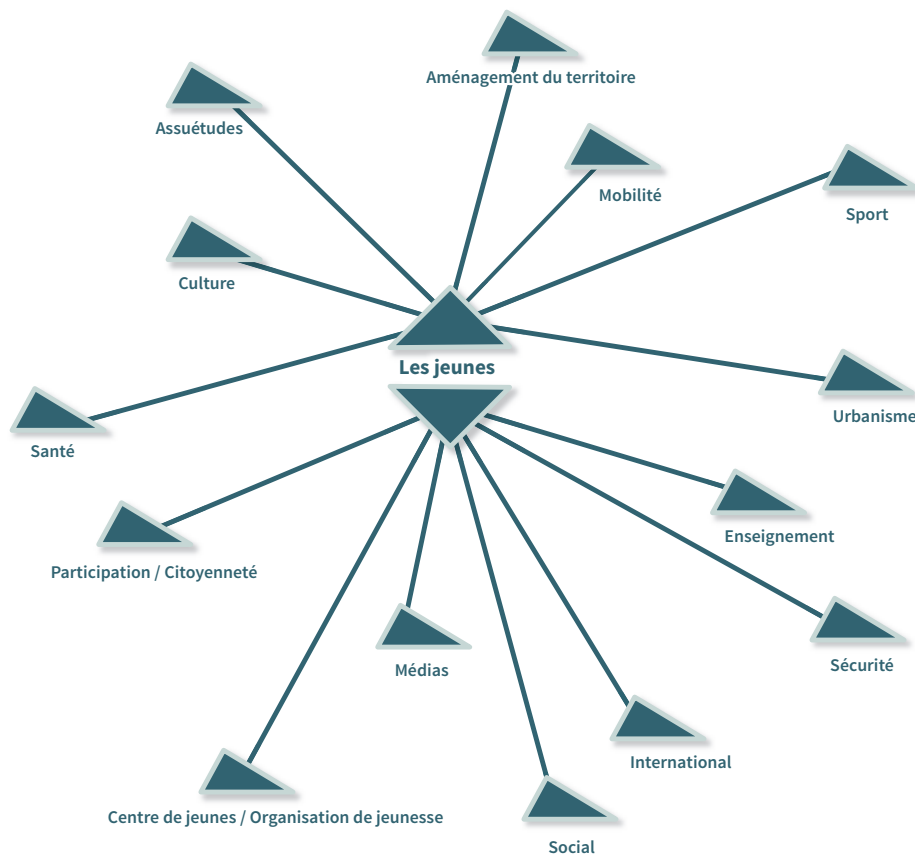 Aménagement du territoire
Assuétudes
Mobilité
Sport
Culture
Les jeunes
Urbanisme
Santé
Enseignement
Participation / Citoyenneté
Sécurité
Médias
International
Centre de jeunes / Organisation de jeunesse
Social